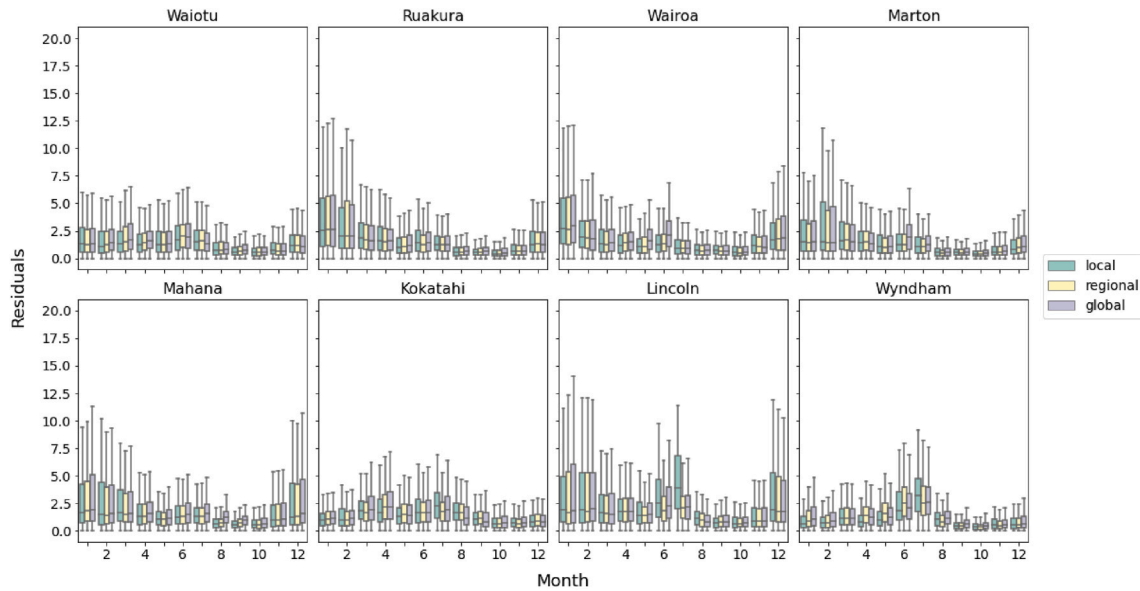 Waiotu Ruakura Wairoa Marton
20.0
17.5
15.0
12.5
10.0
7.5
5.0
2.5
0.0
Mahana Kokatahi Lincoln Wyndham
20.0
17.5
15.0
12.5
10.0
7.5
5.0
2.5
0.0
2 4 6 8 10 12 2 4 6 8 10 12 2 4 6 8 10 12 2 4 6 8 10 12
Residuals
Month
local
regional
global